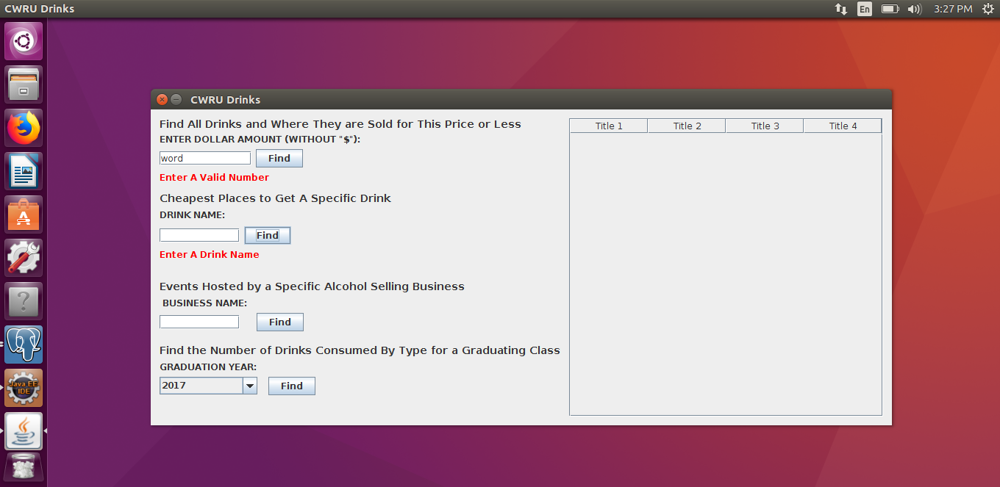 CWRU Drinks
En
3:27 PM
CWRU Drinks
Find All Drinks and Where They are Sold for This Price or Less
ENTER DOLLAR AMOUNT (WITHOUT "$"):
word Find
Enter A Valid Number
Cheapest Places to Get A Specific Drink
DRINK NAME:
Find
Enter A Drink Name
Events Hosted by a Specific Alcohol Selling Business
BUSINESS NAME:
Find
Find the Number of Drinks Consumed By Type for a Graduating Class
GRADUATION YEAR:
2017 Find
Title 1 Title 2 Title 3 Title 4
Java EE
IDE